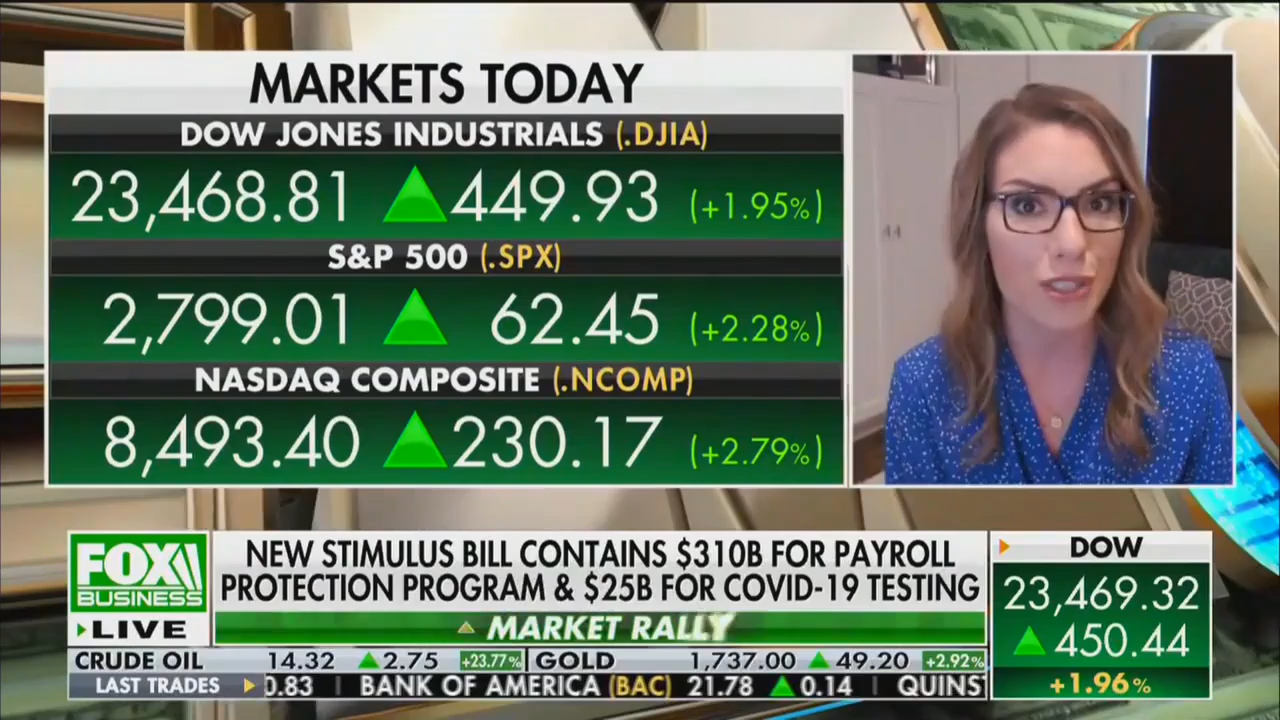 MARKETS TODAY
DOW JONES INDUSTRIALS (.DJIA)
23,468.81 ▲ 449.93 (+1.95%)
S&P 500 (.SPX)
2,799.01 ▲ 62.45 (+2.28%)
NASDAQ COMPOSITE (.NCOMP)
8,493.40 ▲ 230.17 (+2.79%)
FOX
BUSINESS
LIVE
NEW STIMULUS BILL CONTAINS $310B FOR PAYROLL
PROTECTION PROGRAM & $25B FOR COVID-19 TESTING
MARKET RALLY
CRUDE OIL 14.32 ▲ 2.75 +23.77% GOLD 1,737.00 ▲ 49.20 +2.92%
LAST TRADES 0.83 | BANK OF AMERICA (BAC) 21.78 ▲ 0.14 | QUINST
DOW
23,469.32
▲ 450.44
+1.96%